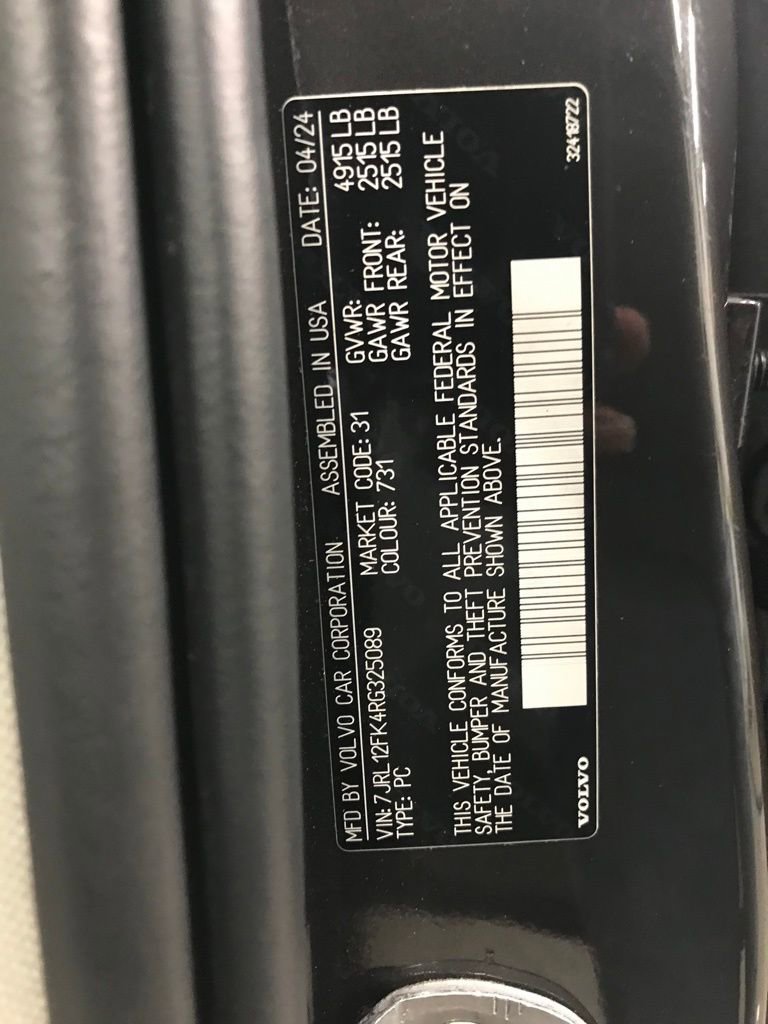 MFD BY VOLVO CAR CORPORATION ASSEMBLED IN USA DATE: 04/24
VIN: 7JRL12FK4RG325089 MARKET CODE: 31 GVWR: 4915 LB
TYPE: PC COLOUR: 731 GAWR FRONT: 2515 LB
GAWR REAR: 2515 LB
THIS VEHICLE CONFORMS TO ALL APPLICABLE FEDERAL MOTOR VEHICLE
SAFETY, BUMPER AND THEFT PREVENTION STANDARDS IN EFFECT ON
THE DATE OF MANUFACTURE SHOWN ABOVE.
VOLVO 32418722